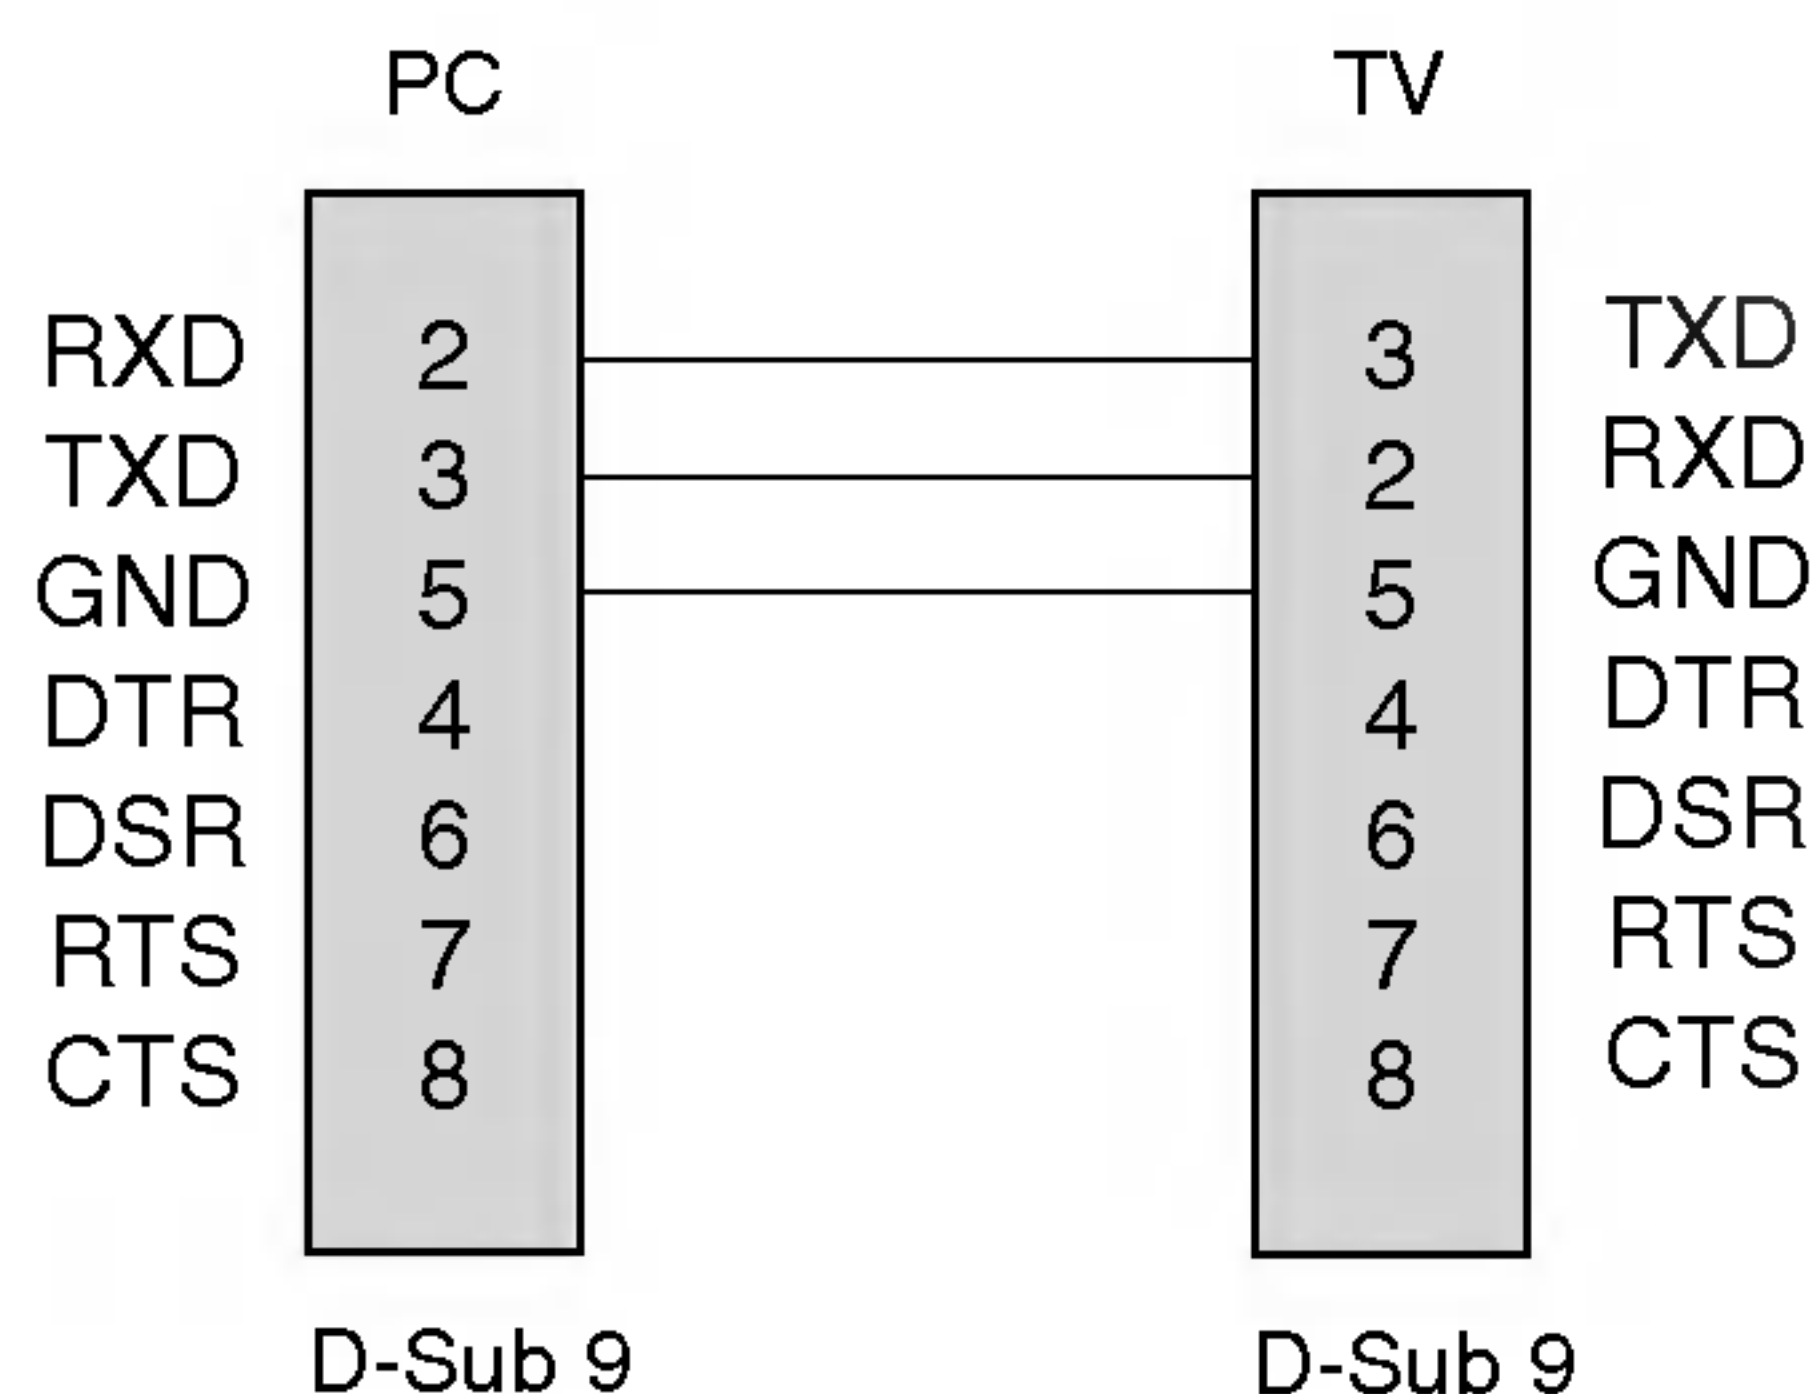 PC TV
RXD 2 3 TXD
TXD 3 2 RXD
GND 5 5 GND
DTR 4 4 DTR
DSR 6 6 DSR
RTS 7 7 RTS
CTS 8 8 CTS
D-Sub 9 D-Sub 9